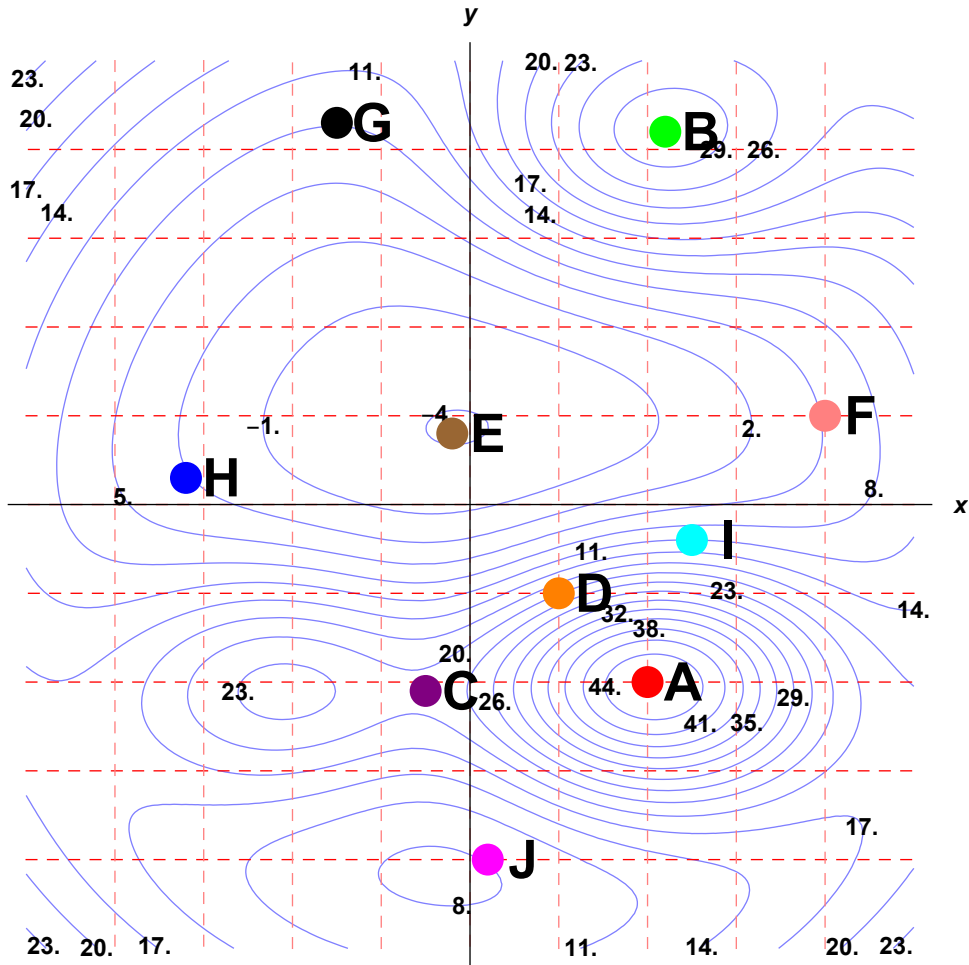 y
20. 23.
11.
23.
20.
G
B
29. 26.
17.
17.
14.
14.
-4
E
F
-1.
2.
H
5.
8.
x
I
11.
D
23.
14.
32.
38.
20.
C
A
23.
26.
44.
29.
41. 35.
17.
J
8.
23. 20. 17.
11.
14.
20. 23.